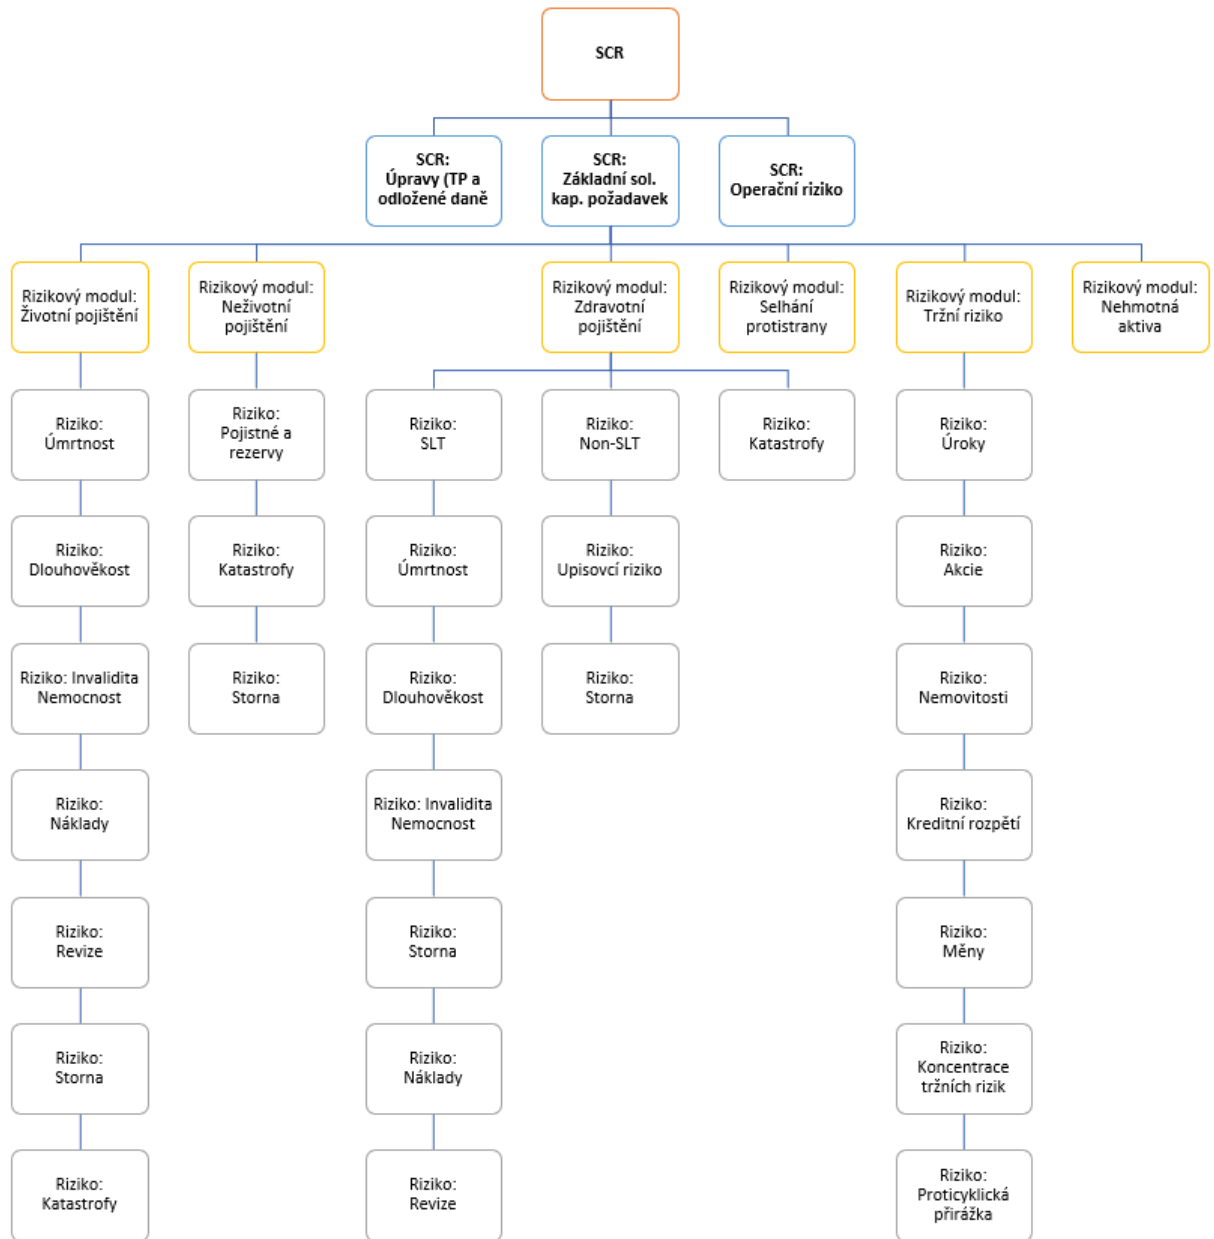 SCR
SCR:
Úpravy (TP a
odložené daně
SCR:
Základní sol.
kap. požadavek
SCR:
Operační riziko
Rizikový modul:
Životní pojištění
Rizikový modul:
Neživotní
pojištění
Rizikový modul:
Zdravotní
pojištění
Rizikový modul:
Selhání
protistrany
Rizikový modul:
Tržní riziko
Rizikový modul:
Nehmotná
aktiva
Riziko:
Úmrtnost
Riziko:
Pojistné a
rezervy
Riziko:
SLT
Riziko:
Non-SLT
Riziko:
Katastrofy
Riziko:
Úroky
Riziko:
Dlouhověkost
Riziko:
Katastrofy
Riziko:
Úmrtnost
Riziko:
Upisovcí riziko
Riziko:
Akcie
Riziko: Invalidita
Nemocnost
Riziko:
Storna
Riziko:
Dlouhověkost
Riziko:
Storna
Riziko:
Nemovitosti
Riziko:
Náklady
Riziko: Invalidita
Nemocnost
Riziko:
Kreditní rozpětí
Riziko:
Revize
Riziko:
Storna
Riziko:
Měny
Riziko:
Storna
Riziko:
Náklady
Riziko:
Koncentrace
tržních rizik
Riziko:
Katastrofy
Riziko:
Revize
Riziko:
Proticyklická
přirážka